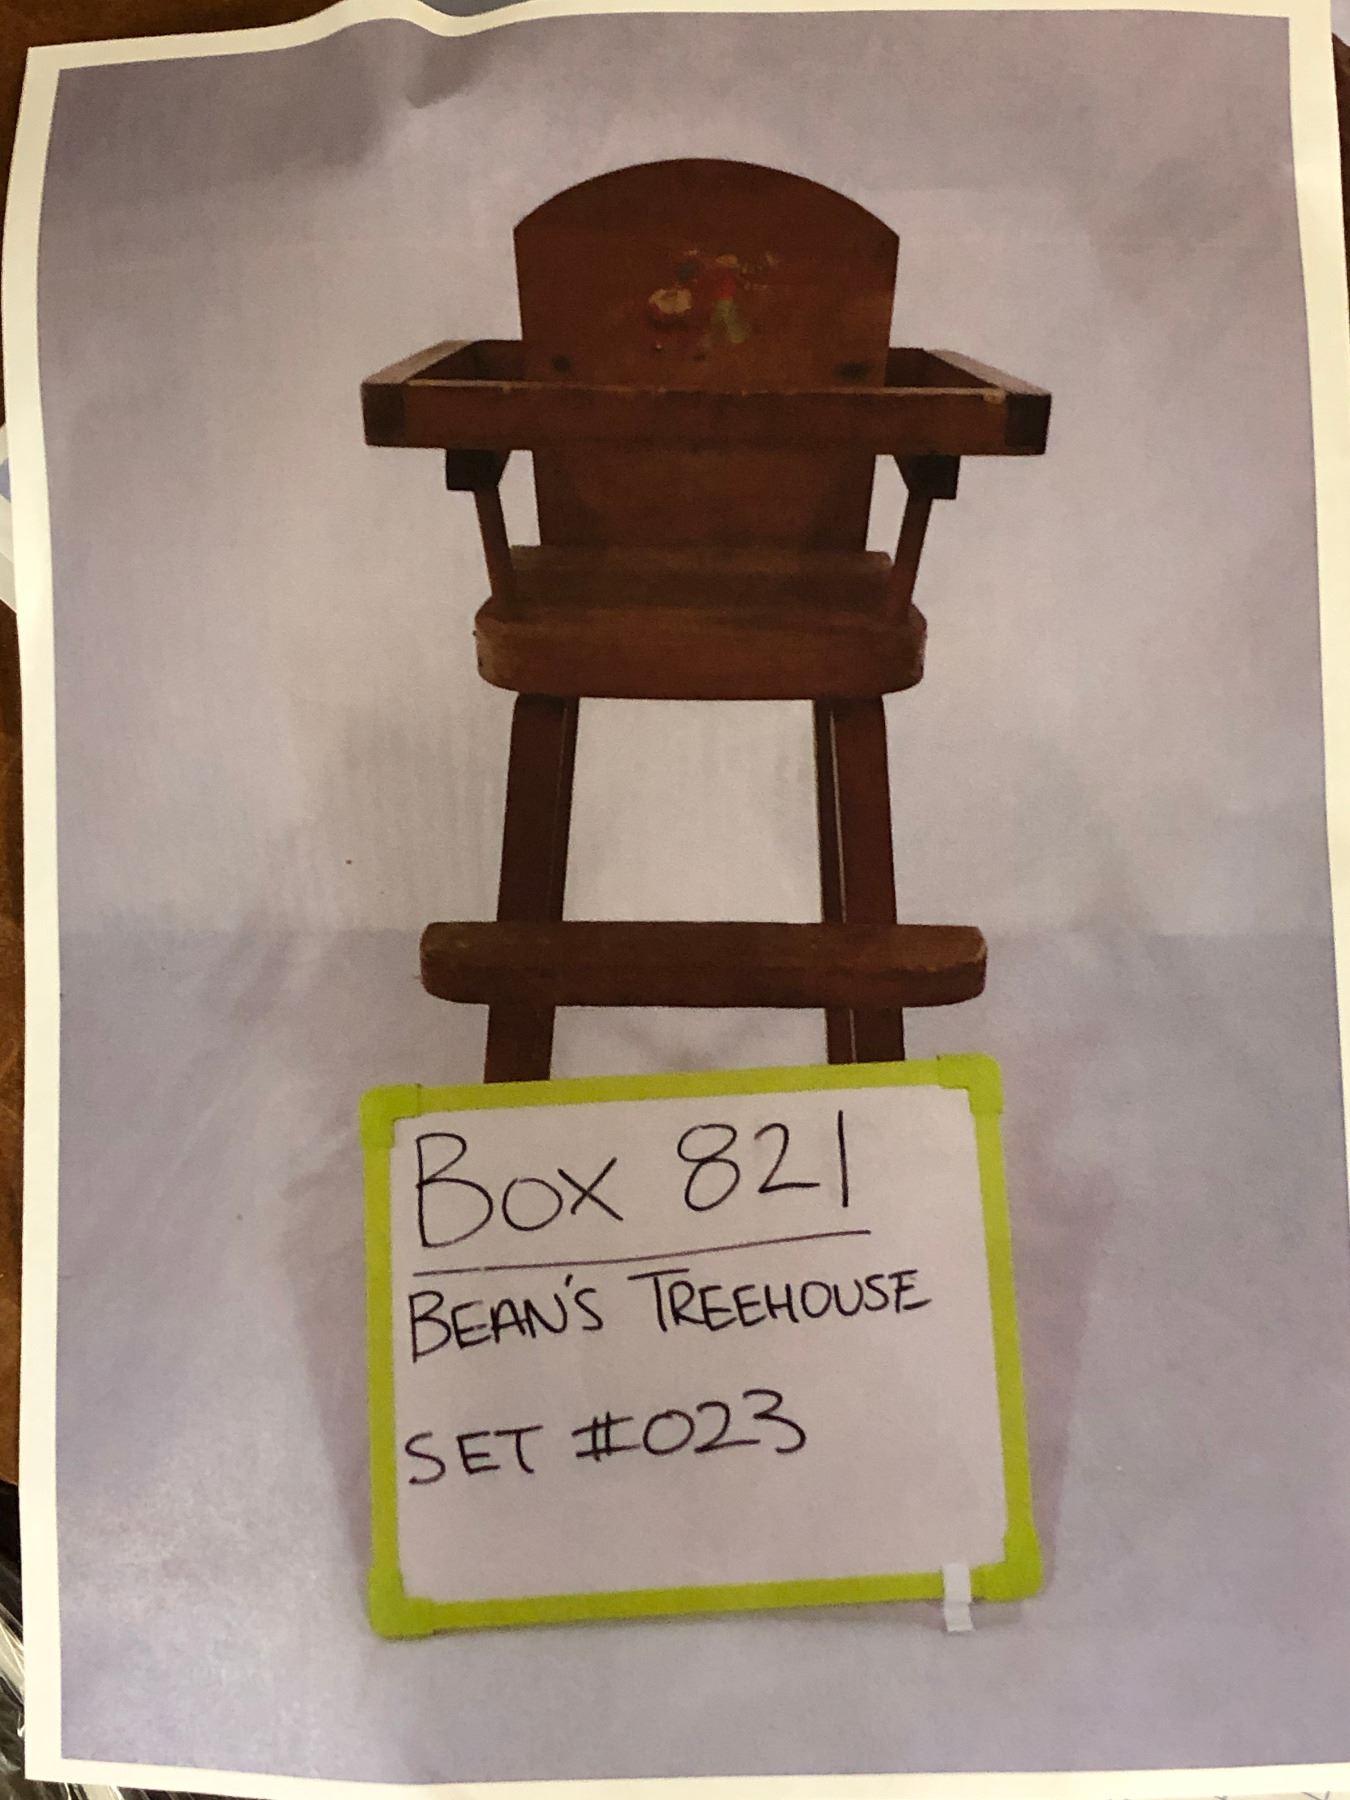 Box 821
BEAN'S TREEHOUSE
SET #023